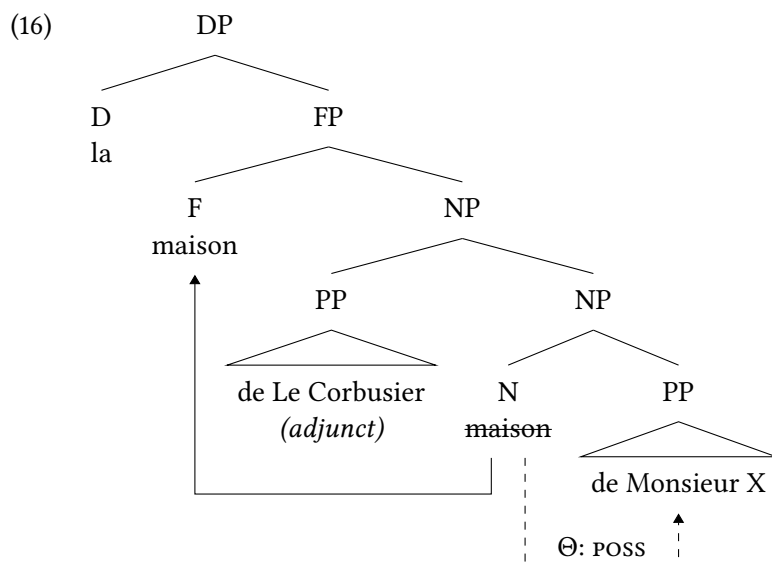 (16) DP
D FP
la
F NP
maison
PP NP
de Le Corbusier N PP
(adjunct) maison
de Monsieur X
Θ: POSS